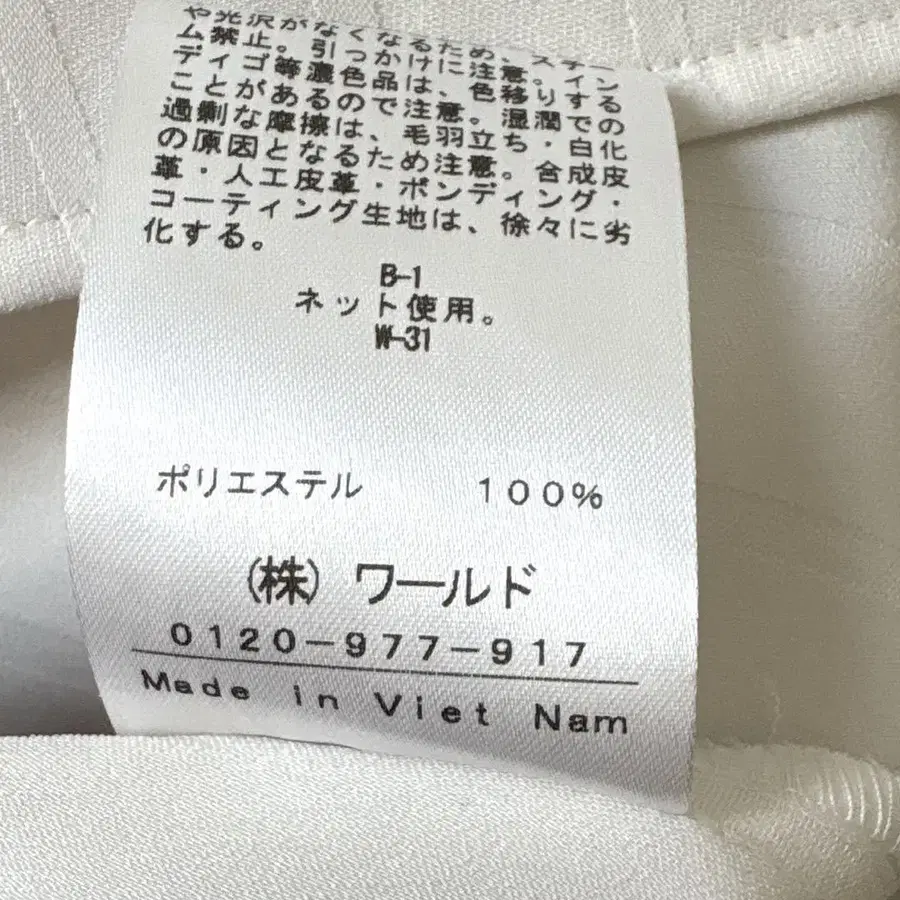 や光沢がなくなるため、スチー
ム禁止。引っかけに注意。イン
ディゴ等濃色品は、色移りする
ことがあるので注意。湿潤での
過剰な摩擦は、毛羽立ち・白化
の原因となるため注意。合成皮
革・人工皮革・ボンディング・
コーティング生地は、徐々に劣
化する。
B-1
ネット使用。
W-31
ポリエステル 100%
(株) ワールド
0120-977-917
Made in Viet Nam